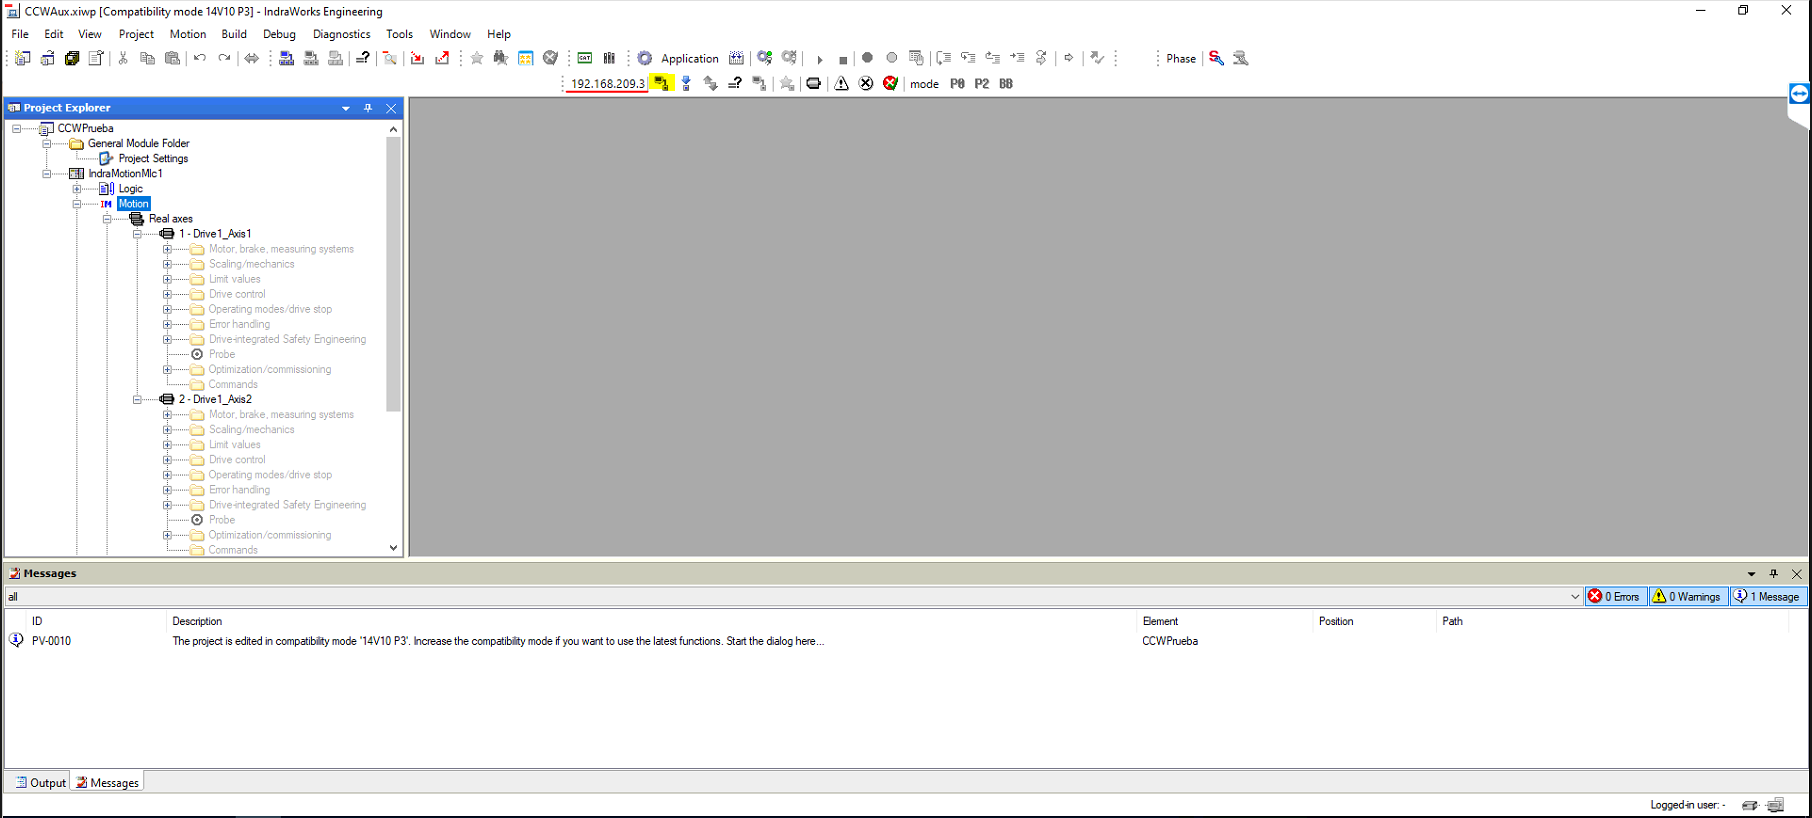 CCWAux.xiwp [Compatibility mode 14V10 P3] - IndraWorks Engineering
File Edit View Project Motion Build Debug Diagnostics Tools Window Help
Application Phase
192.168.209.3 mode P0 P2 BB
Project Explorer
CCWPrueba
General Module Folder
Project Settings
IndraMotionMlc1
Logic
IM Motion
Real axes
1 - Drive1_Axis1
Motor, brake, measuring systems
Scaling/mechanics
Limit values
Drive control
Operating modes/drive stop
Error handling
Drive-integrated Safety Engineering
Probe
Optimization/commissioning
Commands
2 - Drive1_Axis2
Motor, brake, measuring systems
Scaling/mechanics
Limit values
Drive control
Operating modes/drive stop
Error handling
Drive-integrated Safety Engineering
Probe
Optimization/commissioning
Commands
Messages
all 0 Errors 0 Warnings 1 Message
ID Description Element Position Path
PV-0010 The project is edited in compatibility mode '14V10 P3'. Increase the compatibility mode if you want to use the latest functions. Start the dialog here... CCWPrueba
Output Messages
Logged-in user: -